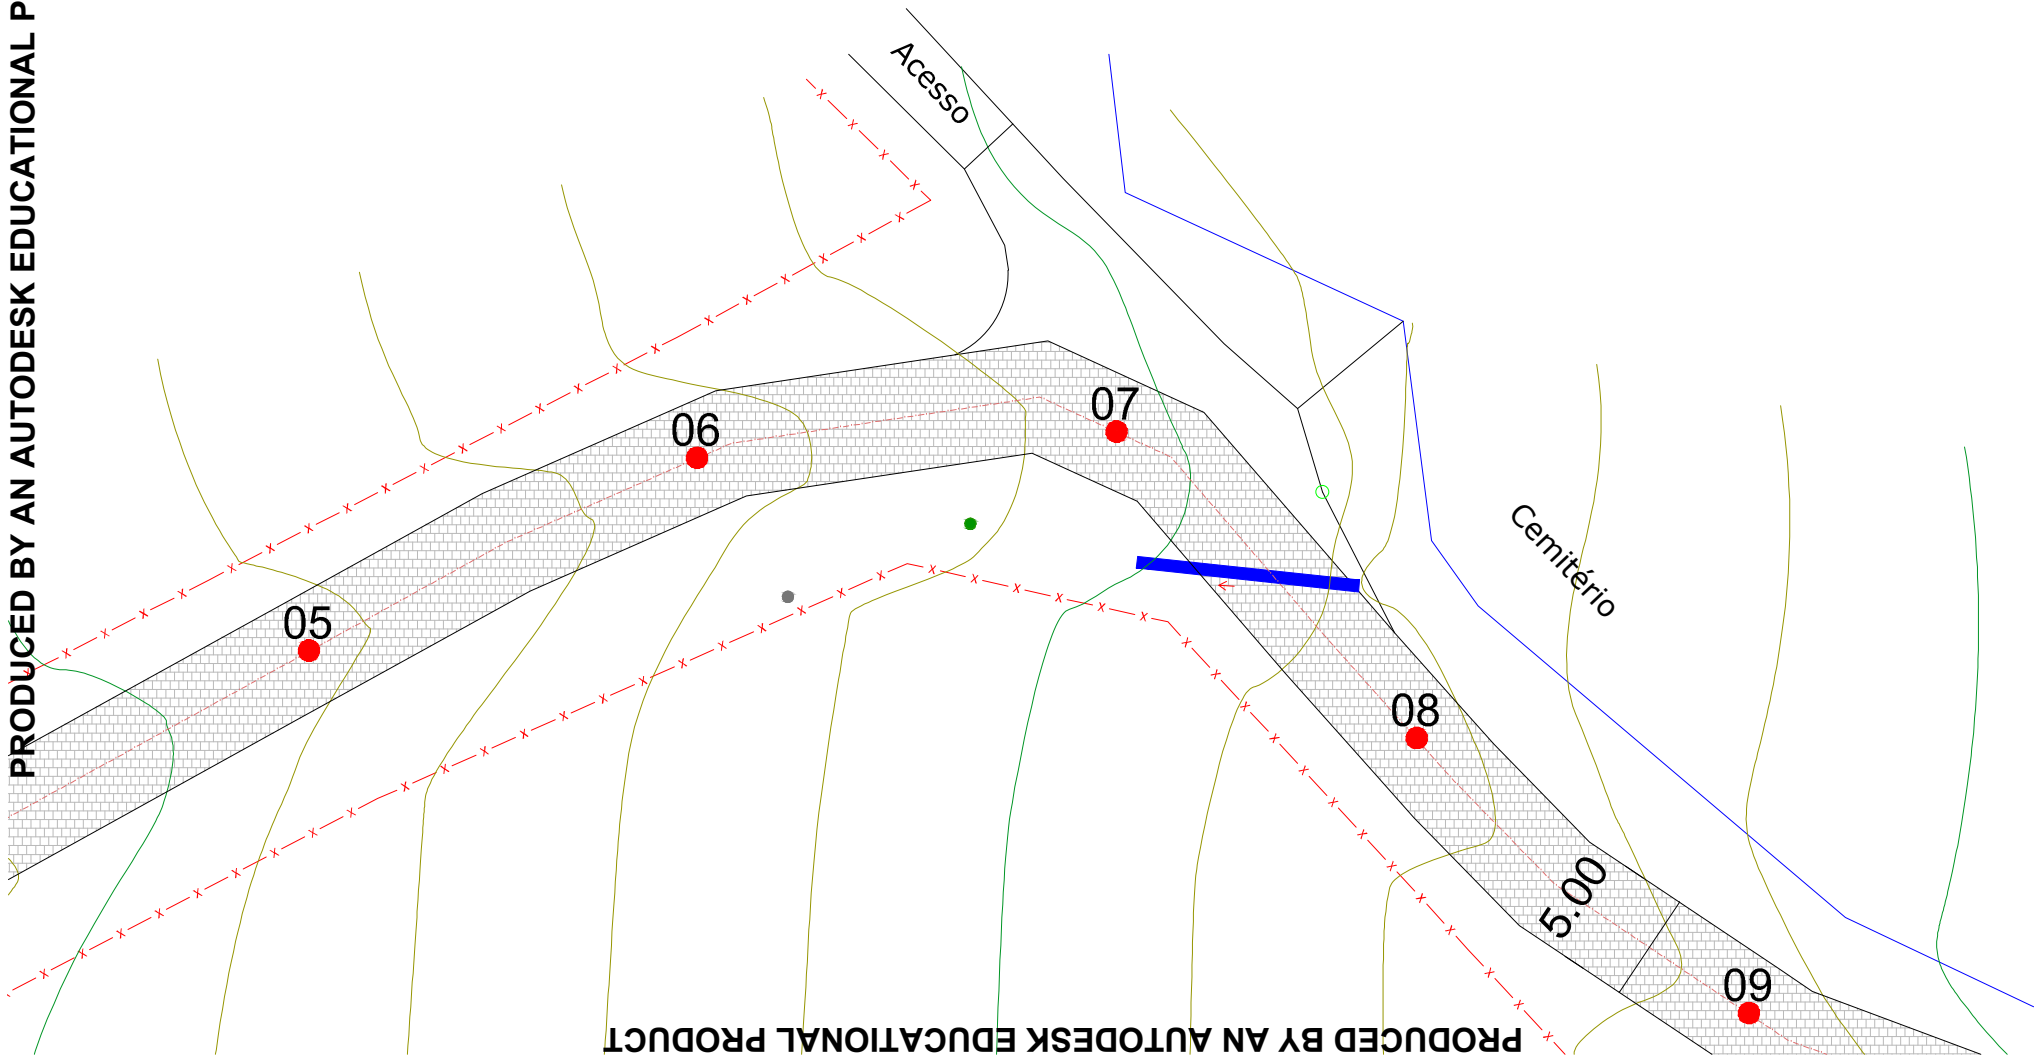 PRODUCED BY AN AUTODESK EDUCATIONAL P
Acesso
07
06
Cemitério
05
08
5.00
09
PRODUCED BY AN AUTODESK EDUCATIONAL PRODUCT